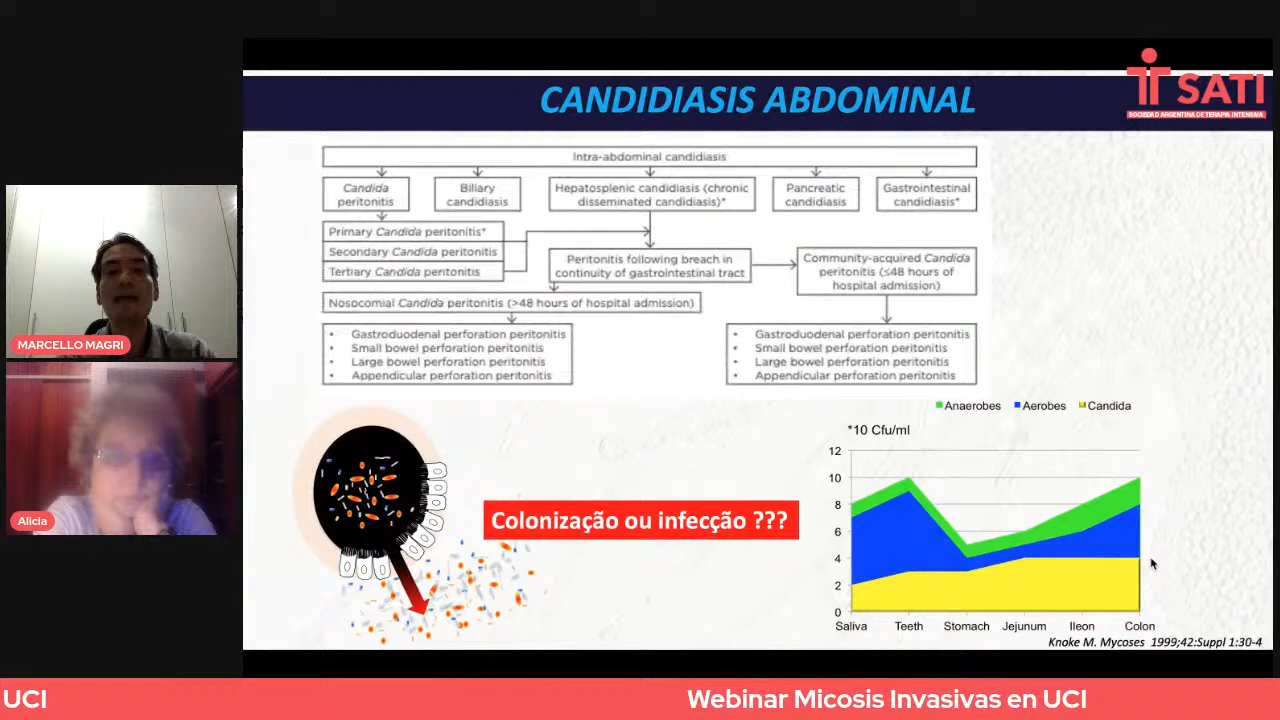 SATI
SOCIEDAD ARGENTINA DE TERAPIA INTENSIVA
CANDIDIASIS ABDOMINAL
Intra-abdominal candidiasis
Candida
peritonitis
Biliary
candidiasis
Hepatosplenic candidiasis (chronic
disseminated candidiasis)*
Pancreatic
candidiasis
Gastrointestinal
candidiasis*
Primary Candida peritonitis*
Secondary Candida peritonitis
Tertiary Candida peritonitis
Peritonitis following breach in
continuity of gastrointestinal tract
Community-acquired Candida
peritonitis (≤48 hours of
hospital admission)
Nosocomial Candida peritonitis (>48 hours of hospital admission)
• Gastroduodenal perforation peritonitis
• Small bowel perforation peritonitis
• Large bowel perforation peritonitis
• Appendicular perforation peritonitis
• Gastroduodenal perforation peritonitis
• Small bowel perforation peritonitis
• Large bowel perforation peritonitis
• Appendicular perforation peritonitis
MARCELLO MAGRI
Alicia
Colonização ou infecção ???
Anaerobes Aerobes Candida
*10 Cfu/ml
12
10
8
6
4
2
0
Saliva Teeth Stomach Jejunum Ileon Colon
Knoke M. Mycoses 1999;42:Suppl 1:30-4
UCI
Webinar Micosis Invasivas en UCI